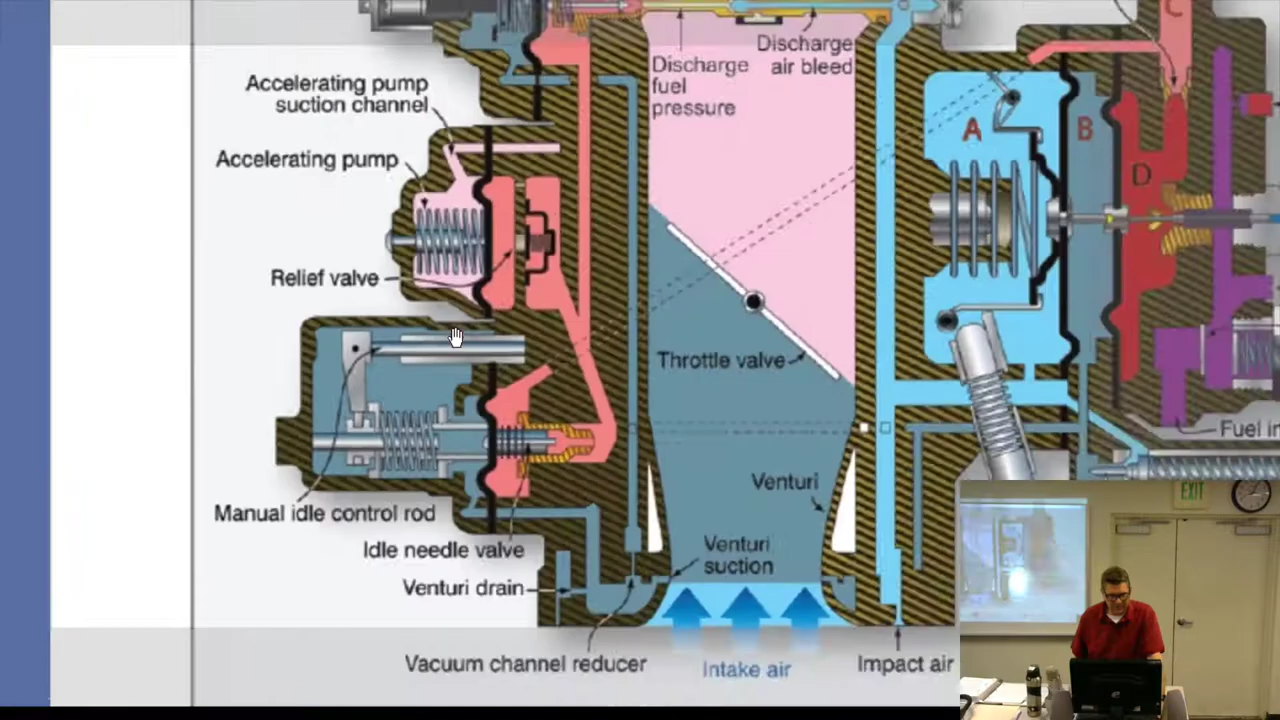 C
Discharge
air bleed
Discharge
fuel
pressure
Accelerating pump
suction channel
Accelerating pump
A
B
D
Relief valve
Throttle valve
Fuel in
Venturi
Manual idle control rod
EXIT
Idle needle valve
Venturi
suction
Venturi drain
Vacuum channel reducer
Intake air
Impact air